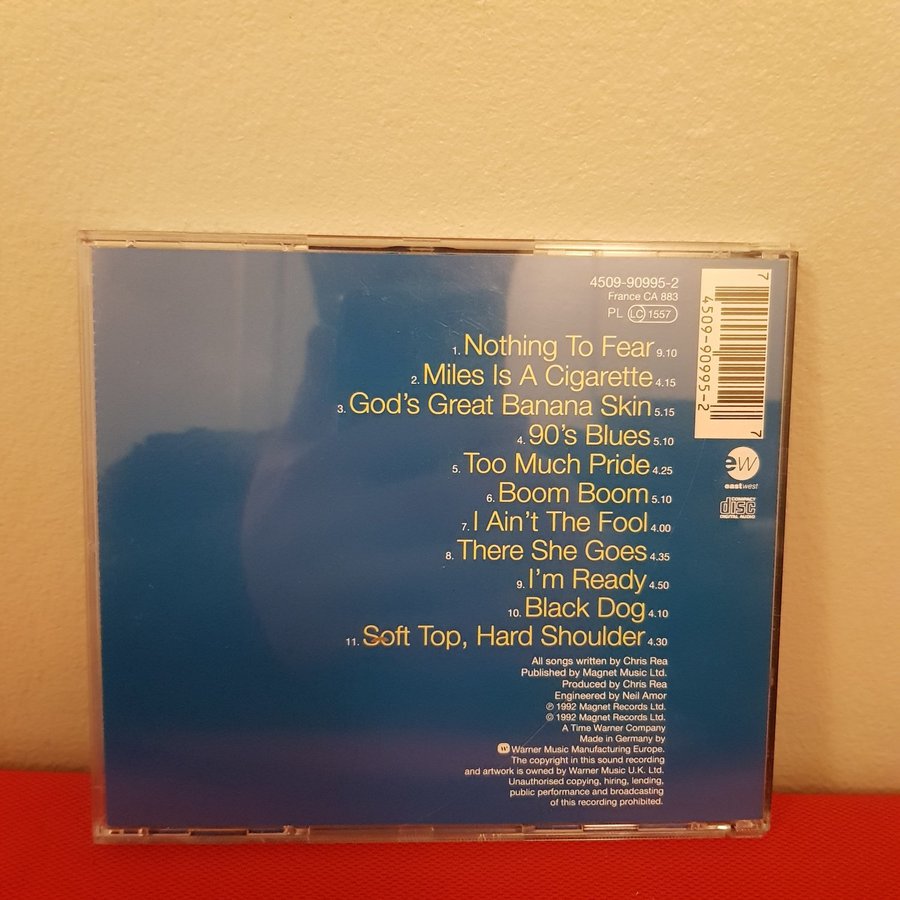 4509-90995-2
France CA 883
PL LC 1557
7
4509-90995-2
7
1. Nothing To Fear 9.10
2. Miles Is A Cigarette 4.15
3. God's Great Banana Skin 5.15
4. 90's Blues 5.10
5. Too Much Pride 4.25
6. Boom Boom 5.10
7. I Ain't The Fool 4.00
8. There She Goes 4.35
9. I'm Ready 4.50
10. Black Dog 4.10
11. Soft Top, Hard Shoulder 4.30
ew
eastwest
COMPACT
disc
DIGITAL AUDIO
All songs written by Chris Rea
Published by Magnet Music Ltd.
Produced by Chris Rea
Engineered by Neil Amor
℗ 1992 Magnet Records Ltd.
© 1992 Magnet Records Ltd.
A Time Warner Company
Made in Germany by
Warner Music Manufacturing Europe.
The copyright in this sound recording
and artwork is owned by Warner Music U.K. Ltd.
Unauthorised copying, hiring, lending,
public performance and broadcasting
of this recording prohibited.